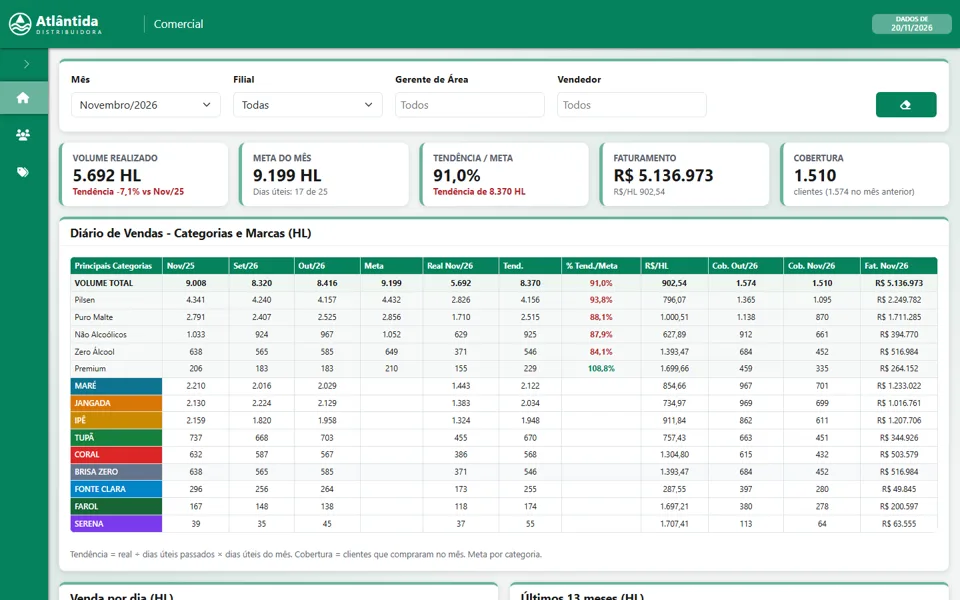 Atlântida
DISTRIBUIDORA
Comercial
DADOS DE
20/11/2026
Mês
Filial
Gerente de Área
Vendedor
Novembro/2026
Todas
Todos
Todos
VOLUME REALIZADO
5.692 HL
Tendência -7,1% vs Nov/25
META DO MÊS
9.199 HL
Dias úteis: 17 de 25
TENDÊNCIA / META
91,0%
Tendência de 8.370 HL
FATURAMENTO
R$ 5.136.973
R$/HL 902,54
COBERTURA
1.510
clientes (1.574 no mês anterior)
Diário de Vendas - Categorias e Marcas (HL)
Principais Categorias Nov/25 Set/26 Out/26 Meta Real Nov/26 Tend. % Tend./Meta R$/HL Cob. Out/26 Cob. Nov/26 Fat. Nov/26
VOLUME TOTAL 9.008 8.320 8.416 9.199 5.692 8.370 91,0% 902,54 1.574 1.510 R$ 5.136.973
Pilsen 4.341 4.240 4.157 4.432 2.826 4.156 93,8% 796,07 1.365 1.095 R$ 2.249.782
Puro Malte 2.791 2.407 2.525 2.856 1.710 2.515 88,1% 1.000,51 1.138 870 R$ 1.711.285
Não Alcoólicos 1.033 924 967 1.052 629 925 87,9% 627,89 912 661 R$ 394.770
Zero Álcool 638 565 585 649 371 546 84,1% 1.393,47 684 452 R$ 516.984
Premium 206 183 183 210 155 229 108,8% 1.699,66 459 335 R$ 264.152
MARÉ 2.210 2.016 2.029 1.443 2.122 854,66 967 701 R$ 1.233.022
JANGADA 2.130 2.224 2.129 1.383 2.034 734,97 969 699 R$ 1.016.761
IPÊ 2.159 1.820 1.958 1.324 1.948 911,84 862 611 R$ 1.207.706
TUPÃ 737 668 703 455 670 757,43 663 451 R$ 344.926
CORAL 632 587 567 386 568 1.304,80 615 432 R$ 503.579
BRISA ZERO 638 565 585 371 546 1.393,47 684 452 R$ 516.984
FONTE CLARA 296 256 264 173 255 287,55 397 280 R$ 49.845
FAROL 167 148 138 118 174 1.697,21 380 278 R$ 200.597
SERENA 39 35 45 37 55 1.707,41 113 64 R$ 63.555
Tendência = real ÷ dias úteis passados × dias úteis do mês. Cobertura = clientes que compraram no mês. Meta por categoria.
Venda por dia (HL)
Últimos 13 meses (HL)